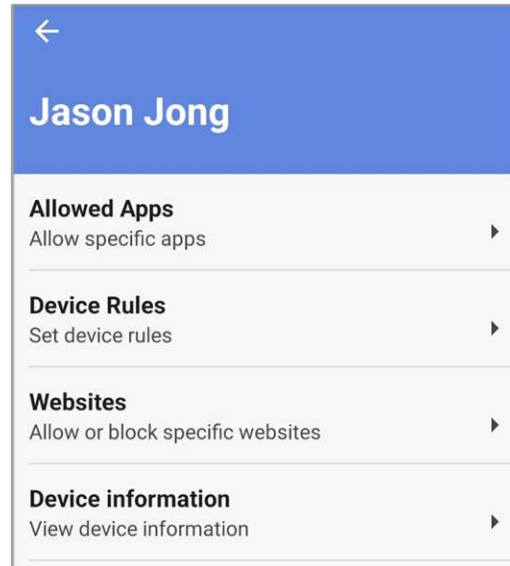 Jason Jong
Allowed Apps
Allow specific apps
Device Rules
Set device rules
Websites
Allow or block specific websites
Device information
View device information